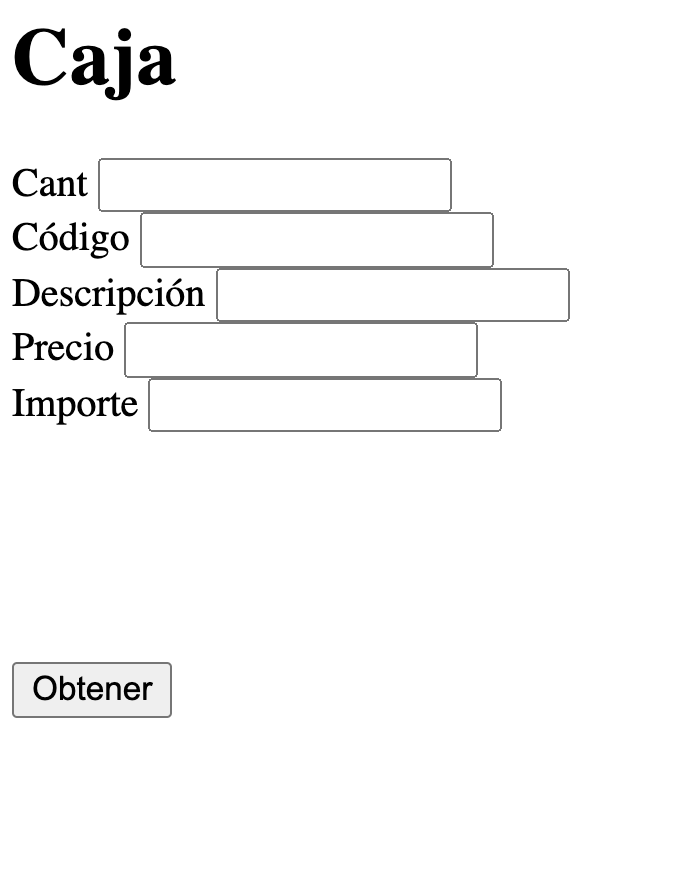 Caja
Cant
Código
Descripción
Precio
Importe
Obtener